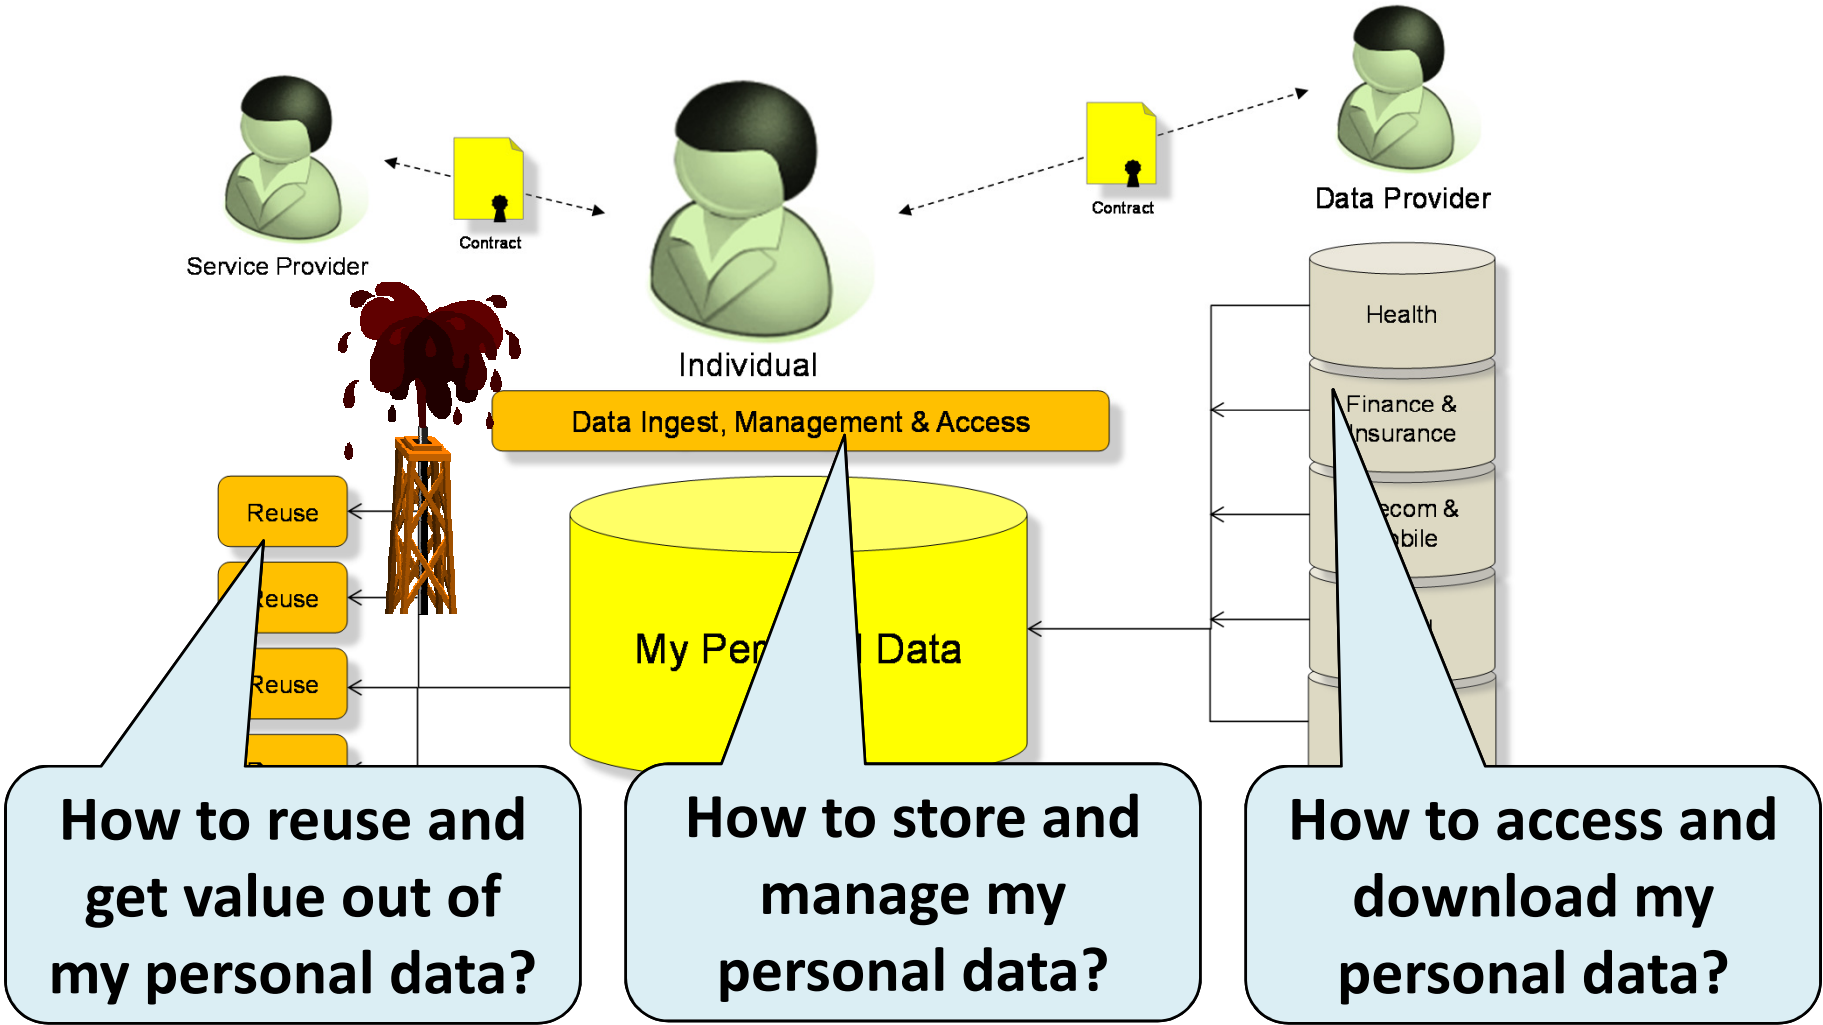 Data Provider
Contract
Contract
Service Provider
Individual
Health
Finance &
Insurance
Data Ingest, Management & Access
Reuse
Reuse
Reuse
My Data
How to reuse and
get value out of
my personal data?
How to store and
manage my
personal data?
How to access and
download my
personal data?